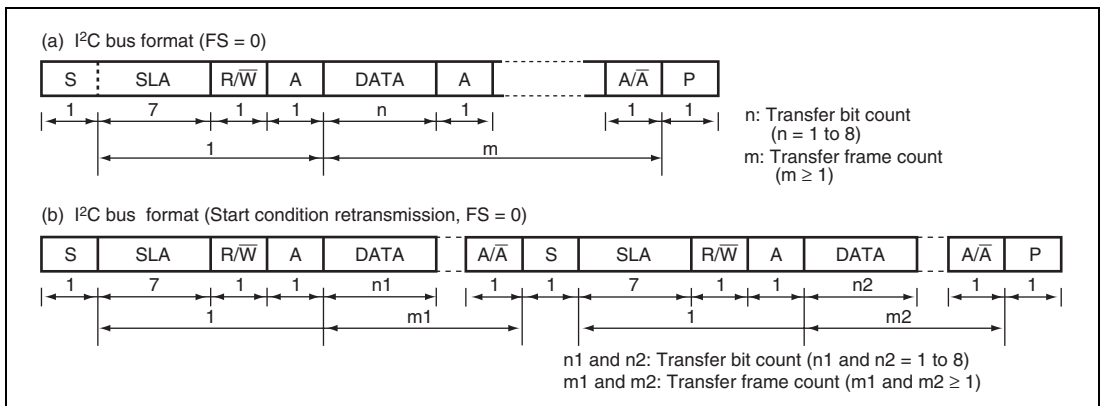 (a) I²C bus format (FS = 0)
S SLA R/W̅ A DATA A A/A̅ P
1 7 1 1 n 1 1 1
1 m
n: Transfer bit count
(n = 1 to 8)
m: Transfer frame count
(m ≥ 1)
(b) I²C bus format (Start condition retransmission, FS = 0)
S SLA R/W̅ A DATA A/A̅ S SLA R/W̅ A DATA A/A̅ P
1 7 1 1 n1 1 1 7 1 1 n2 1 1
1 m1 1 m2
n1 and n2: Transfer bit count (n1 and n2 = 1 to 8)
m1 and m2: Transfer frame count (m1 and m2 ≥ 1)